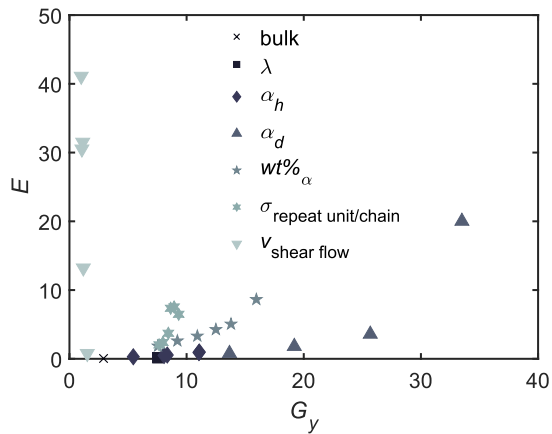 50
40
30
20
10
0
E
0 10 20 30 40
G_y
bulk
λ
α_h
α_d
wt%_α
σ_repeat unit/chain
v_shear flow